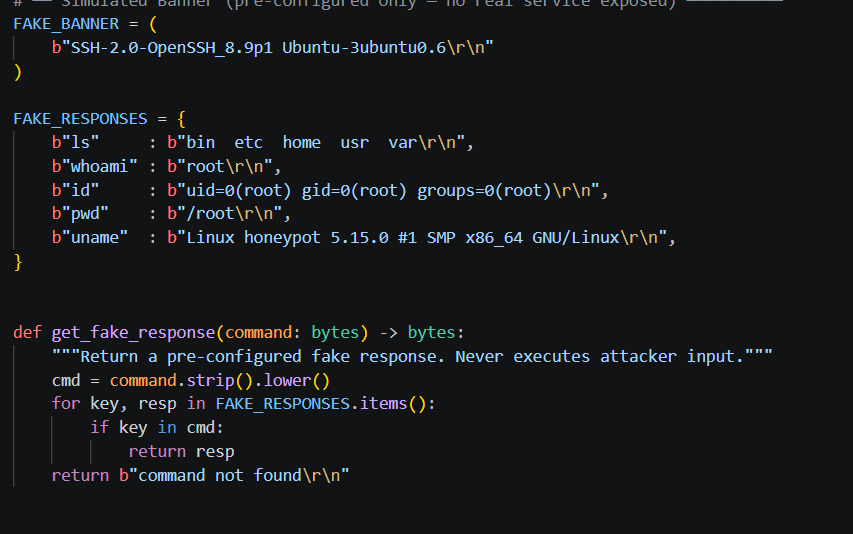 # ── Simulated Banner (pre-configured only — no real service exposed) ──────────
FAKE_BANNER = (
    b"SSH-2.0-OpenSSH_8.9p1 Ubuntu-3ubuntu0.6\r\n"
)
FAKE_RESPONSES = {
    b"ls"     : b"bin  etc  home  usr  var\r\n",
    b"whoami" : b"root\r\n",
    b"id"     : b"uid=0(root) gid=0(root) groups=0(root)\r\n",
    b"pwd"    : b"/root\r\n",
    b"uname"  : b"Linux honeypot 5.15.0 #1 SMP x86_64 GNU/Linux\r\n",
}
def get_fake_response(command: bytes) -> bytes:
    """Return a pre-configured fake response. Never executes attacker input."""
    cmd = command.strip().lower()
    for key, resp in FAKE_RESPONSES.items():
        if key in cmd:
            return resp
    return b"command not found\r\n"